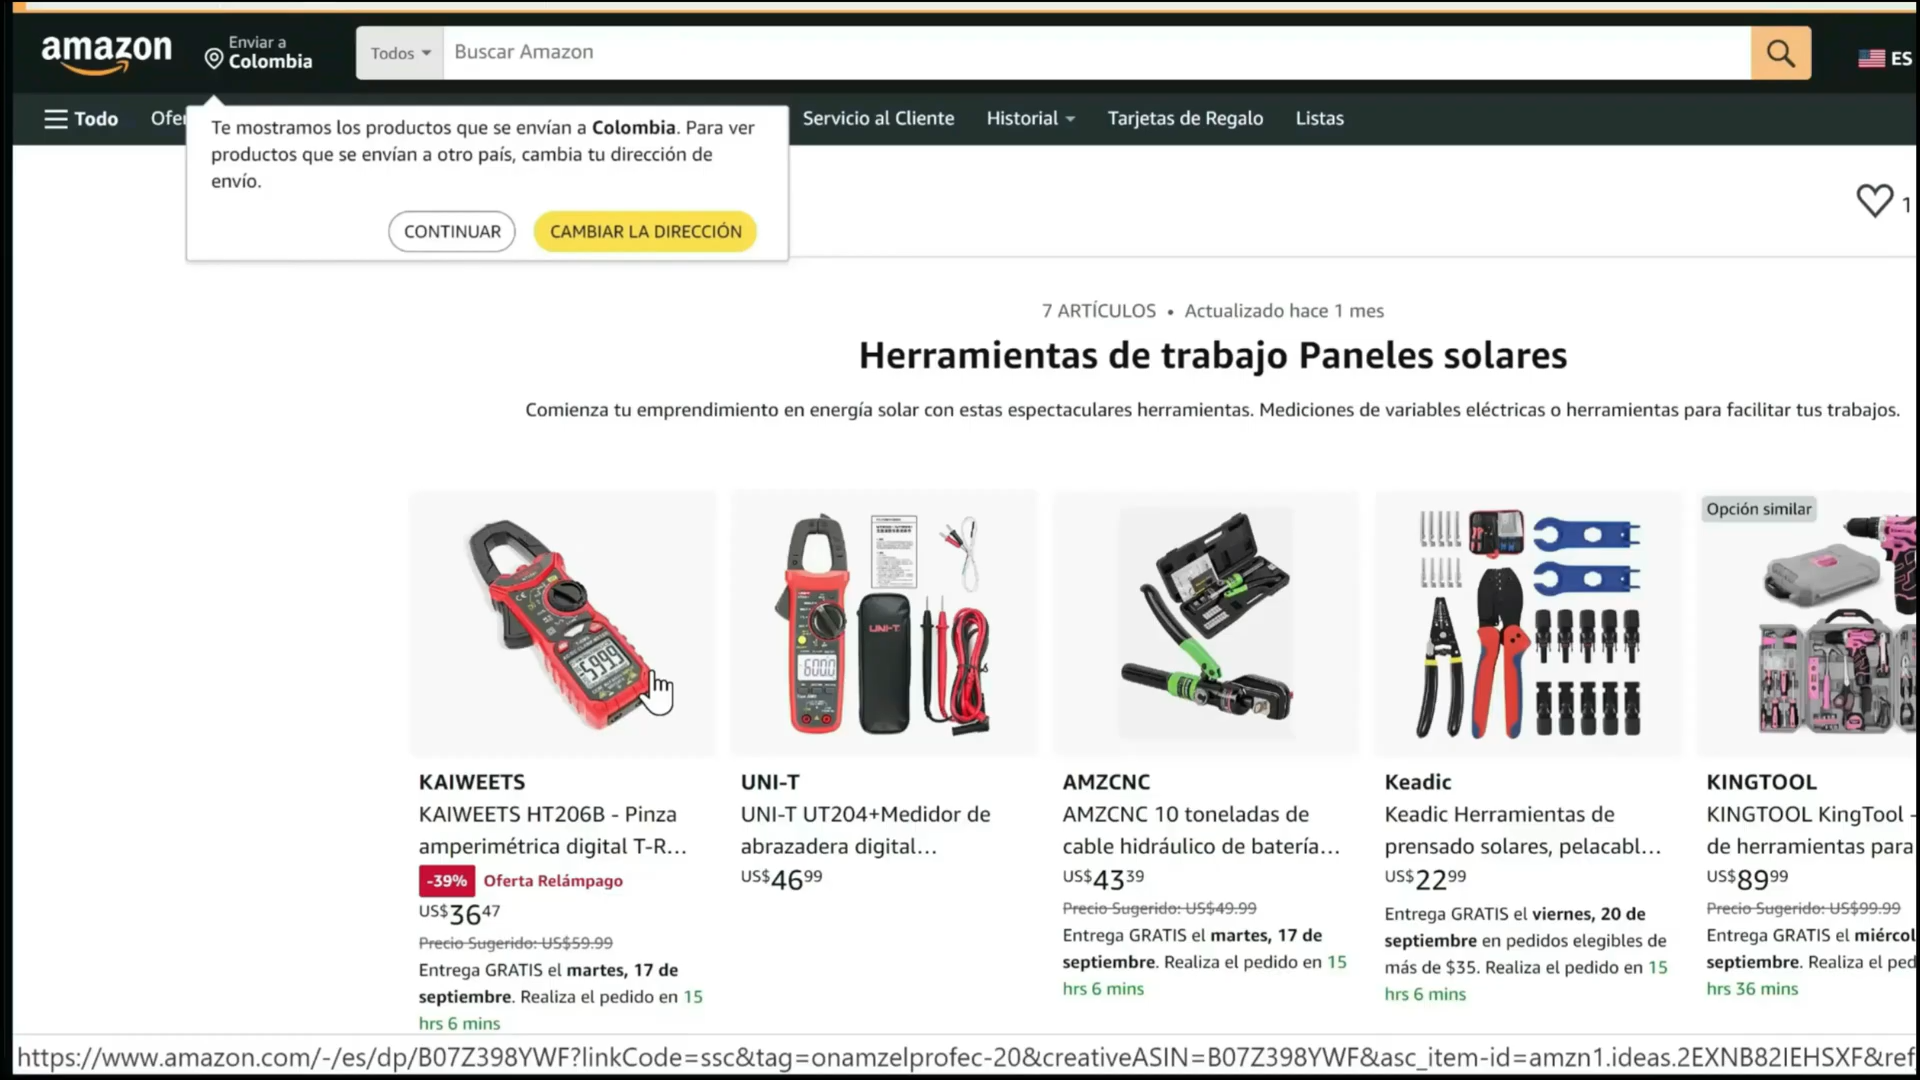 amazon
Enviar a
Colombia
Todos
Buscar Amazon
ES
Todo
Ofer
Servicio al Cliente
Historial
Tarjetas de Regalo
Listas
Te mostramos los productos que se envían a Colombia. Para ver
productos que se envían a otro país, cambia tu dirección de
envío.
CONTINUAR
CAMBIAR LA DIRECCIÓN
1
7 ARTÍCULOS • Actualizado hace 1 mes
Herramientas de trabajo Paneles solares
Comienza tu emprendimiento en energía solar con estas espectaculares herramientas. Mediciones de variables eléctricas o herramientas para facilitar tus trabajos.
5999
UNI-T
600.0
Opción similar
KAIWEETS
KAIWEETS HT206B - Pinza
amperimétrica digital T-R...
-39% Oferta Relámpago
US$3647
Precio Sugerido: US$59.99
Entrega GRATIS el martes, 17 de
septiembre. Realiza el pedido en 15
hrs 6 mins
UNI-T
UNI-T UT204+Medidor de
abrazadera digital...
US$4699
AMZCNC
AMZCNC 10 toneladas de
cable hidráulico de batería...
US$4339
Precio Sugerido: US$49.99
Entrega GRATIS el martes, 17 de
septiembre. Realiza el pedido en 15
hrs 6 mins
Keadic
Keadic Herramientas de
prensado solares, pelacabl...
US$2299
Entrega GRATIS el viernes, 20 de
septiembre en pedidos elegibles de
más de $35. Realiza el pedido en 15
hrs 6 mins
KINGTOOL
KINGTOOL KingTool -
de herramientas para
US$8999
Precio Sugerido: US$99.99
Entrega GRATIS el miércol
septiembre. Realiza el ped
hrs 36 mins
https://www.amazon.com/-/es/dp/B07Z398YWF?linkCode=ssc&tag=onamzelprofec-20&creativeASIN=B07Z398YWF&asc_item-id=amzn1.ideas.2EXNB82IEHSXF&ref